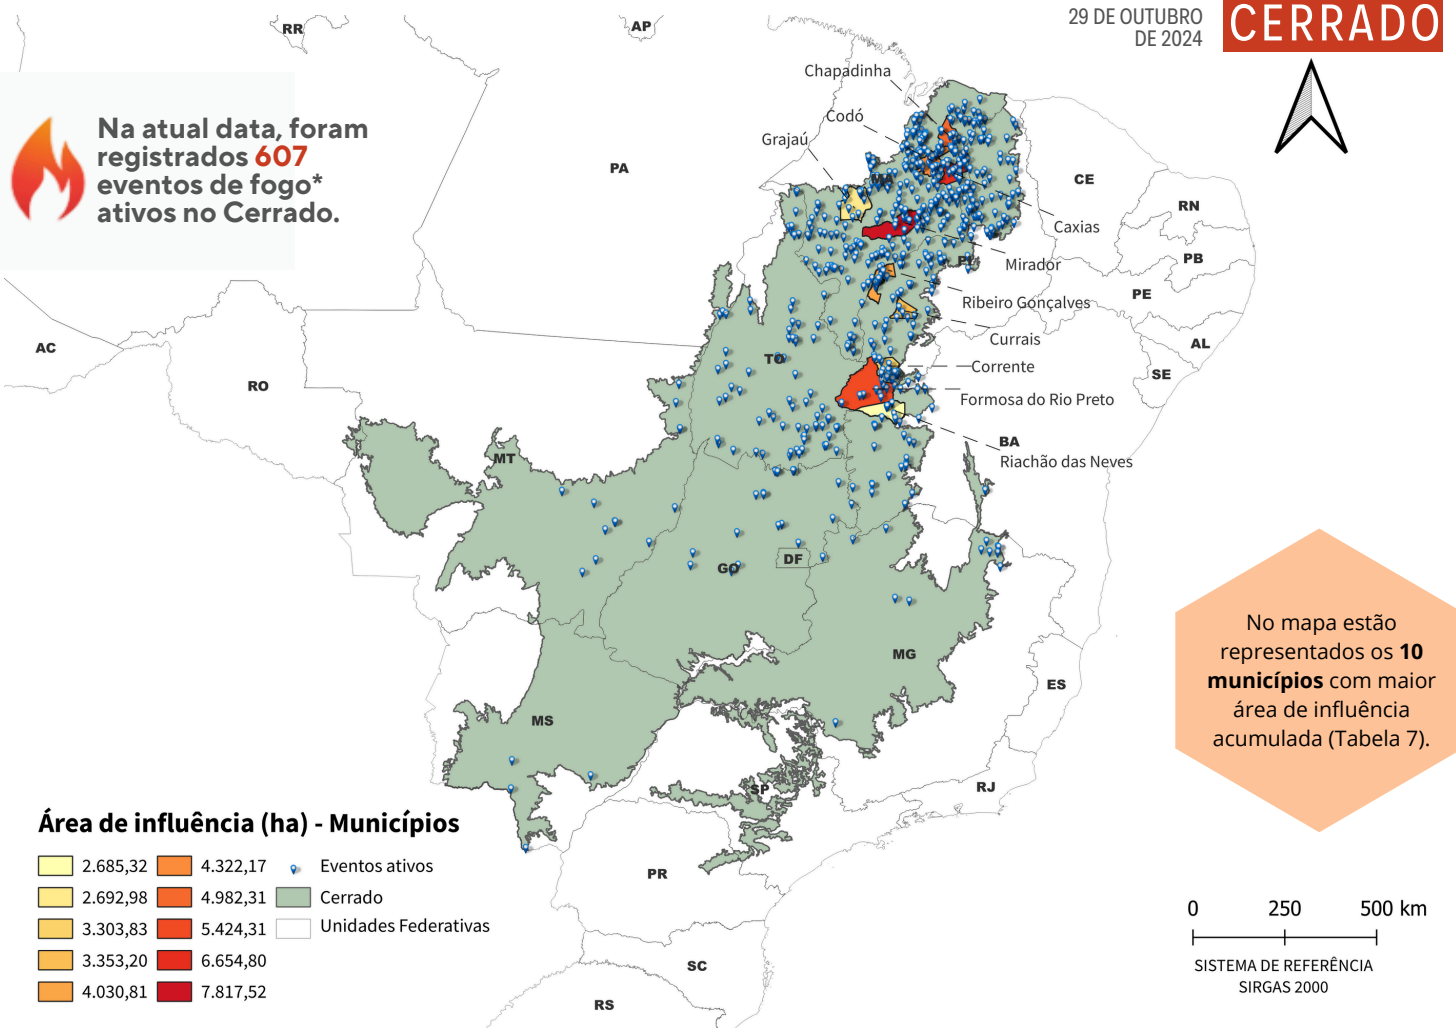 29 DE OUTUBRO
DE 2024
CERRADO
Na atual data, foram
registrados 607
eventos de fogo*
ativos no Cerrado.
RR
AP
Chapadinha
Codó
Grajaú
PA
MA
CE
RN
Caxias
PB
PI
Mirador
PE
Ribeiro Gonçalves
AC
Currais
AL
TO
Corrente
SE
RO
Formosa do Rio Preto
BA
MT
Riachão das Neves
DF
GO
MG
ES
MS
RJ
SP
PR
SC
RS
No mapa estão
representados os 10
municípios com maior
área de influência
acumulada (Tabela 7).
Área de influência (ha) - Municípios
2.685,32
2.692,98
3.303,83
3.353,20
4.030,81
4.322,17
4.982,31
5.424,31
6.654,80
7.817,52
Eventos ativos
Cerrado
Unidades Federativas
0 250 500 km
SISTEMA DE REFERÊNCIA
SIRGAS 2000